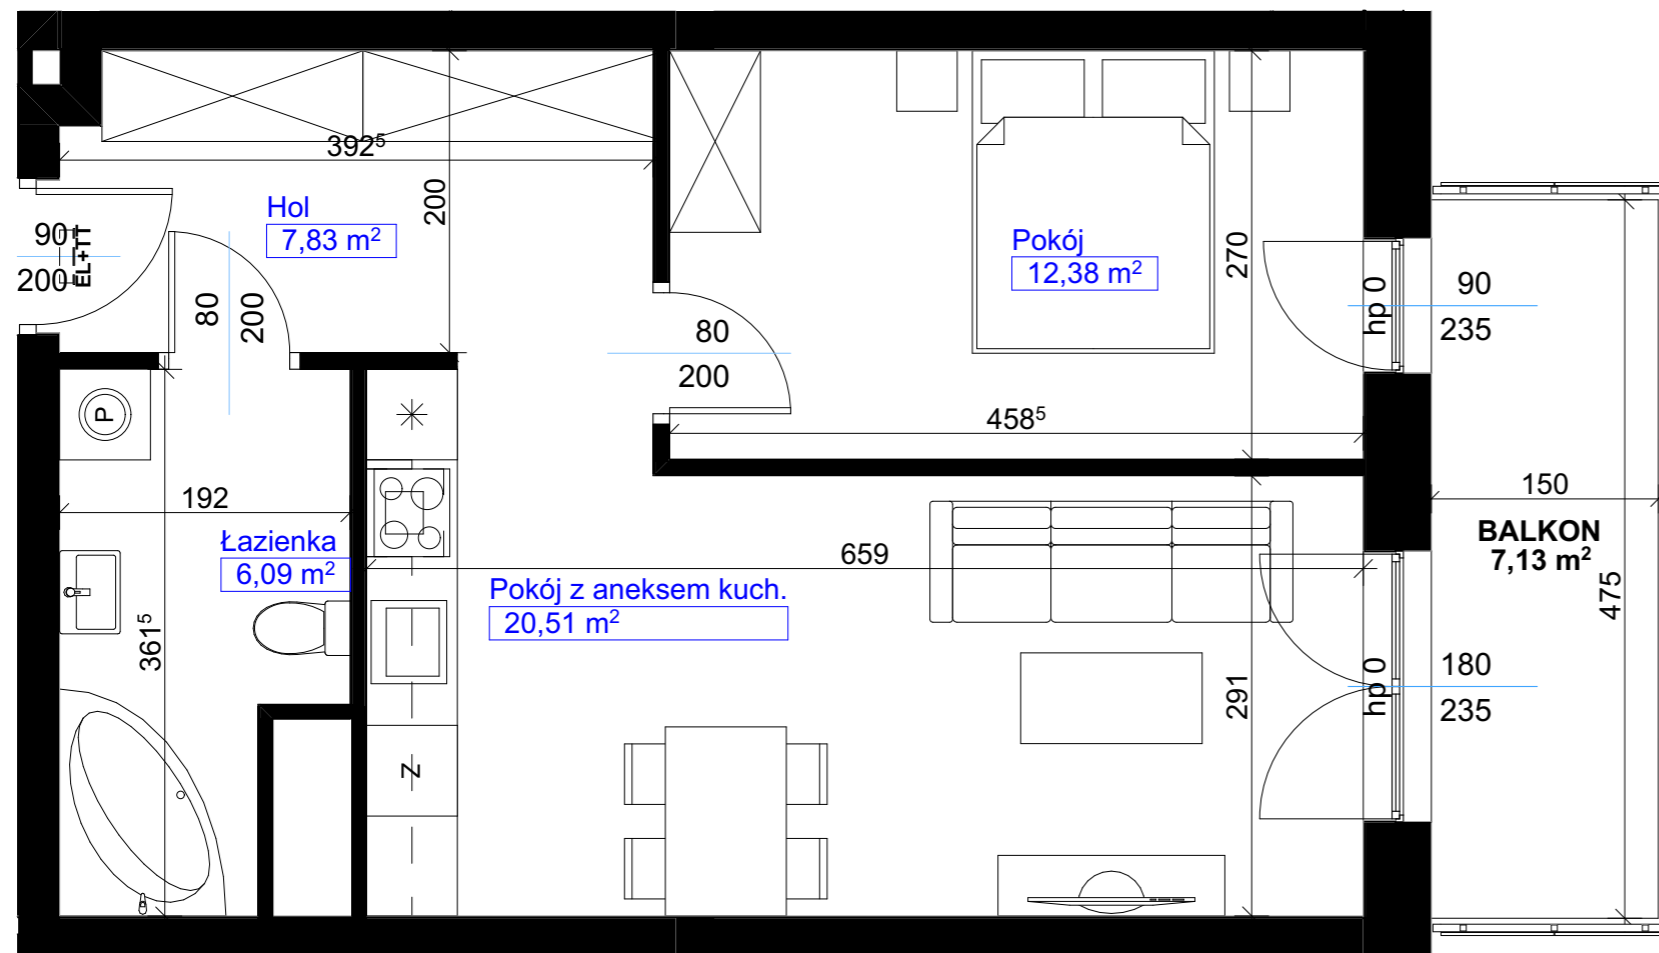 392⁵
200
Hol
7,83 m²
90
200
EL+TT
80
200
Pokój
12,38 m²
270
hp 0
90
235
80
200
458⁵
P
192
Łazienka
6,09 m²
361⁵
659
Pokój z aneksem kuch.
20,51 m²
Z
291
hp 0
180
235
150
BALKON
7,13 m²
475